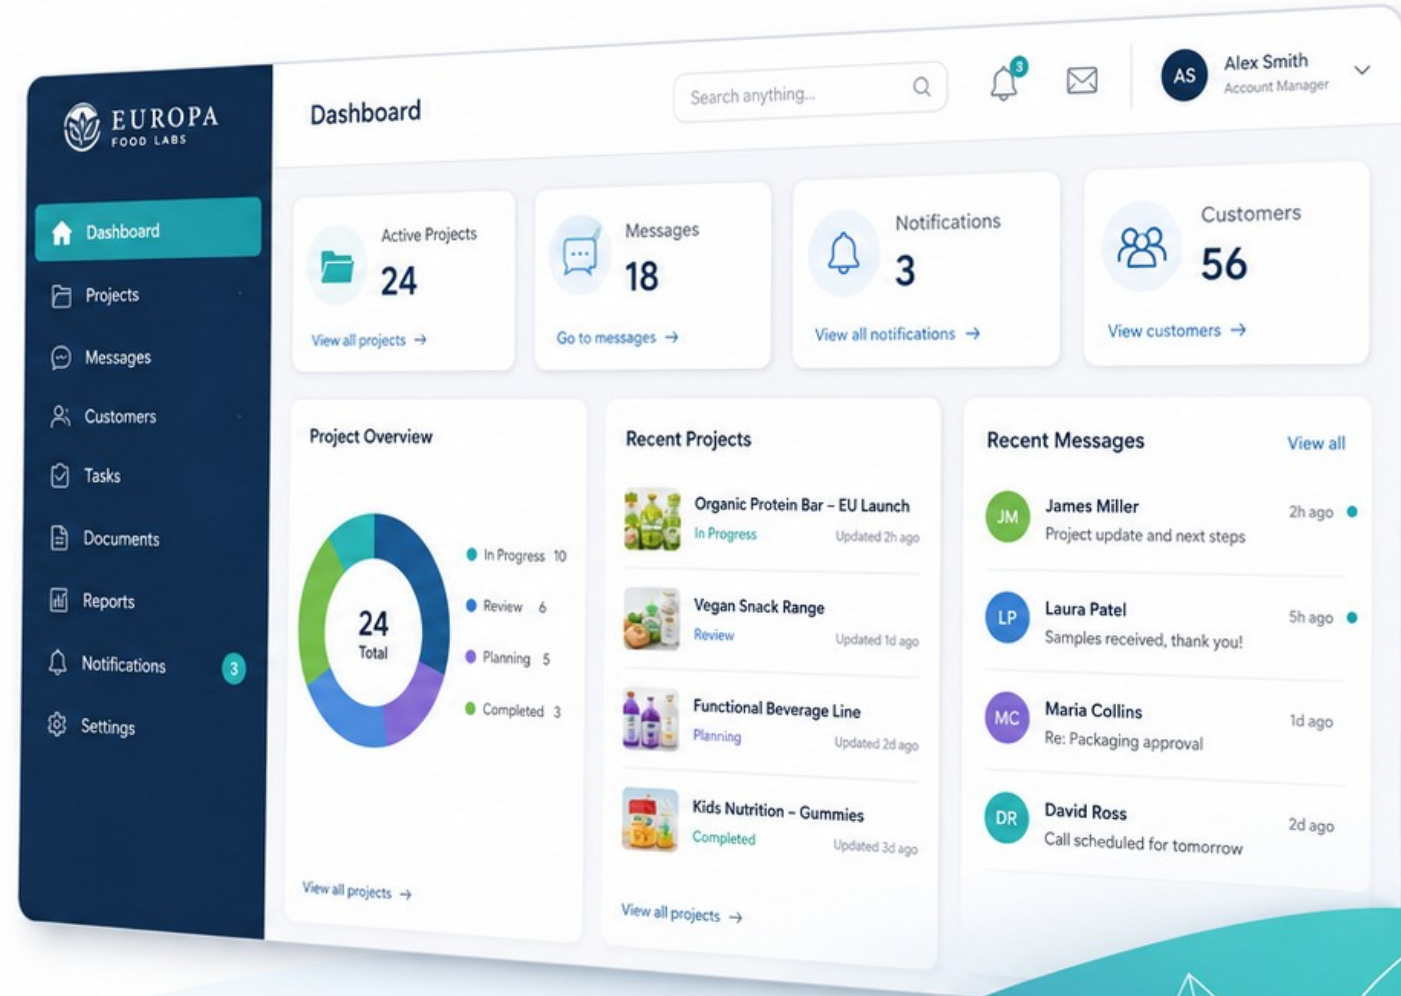 EUROPA
FOOD LABS
Dashboard
Projects
Messages
Customers
Tasks
Documents
Reports
Notifications 3
Settings
Dashboard
Search anything...
3
AS
Alex Smith
Account Manager
Active Projects
24
View all projects →
Messages
18
Go to messages →
Notifications
3
View all notifications →
Customers
56
View customers →
Project Overview
24
Total
In Progress 10
Review 6
Planning 5
Completed 3
View all projects →
Recent Projects
Organic Protein Bar – EU Launch
In Progress Updated 2h ago
Vegan Snack Range
Review Updated 1d ago
Functional Beverage Line
Planning Updated 2d ago
Kids Nutrition – Gummies
Completed Updated 3d ago
View all projects →
Recent Messages View all
JM
James Miller 2h ago
Project update and next steps
LP
Laura Patel 5h ago
Samples received, thank you!
MC
Maria Collins 1d ago
Re: Packaging approval
DR
David Ross 2d ago
Call scheduled for tomorrow